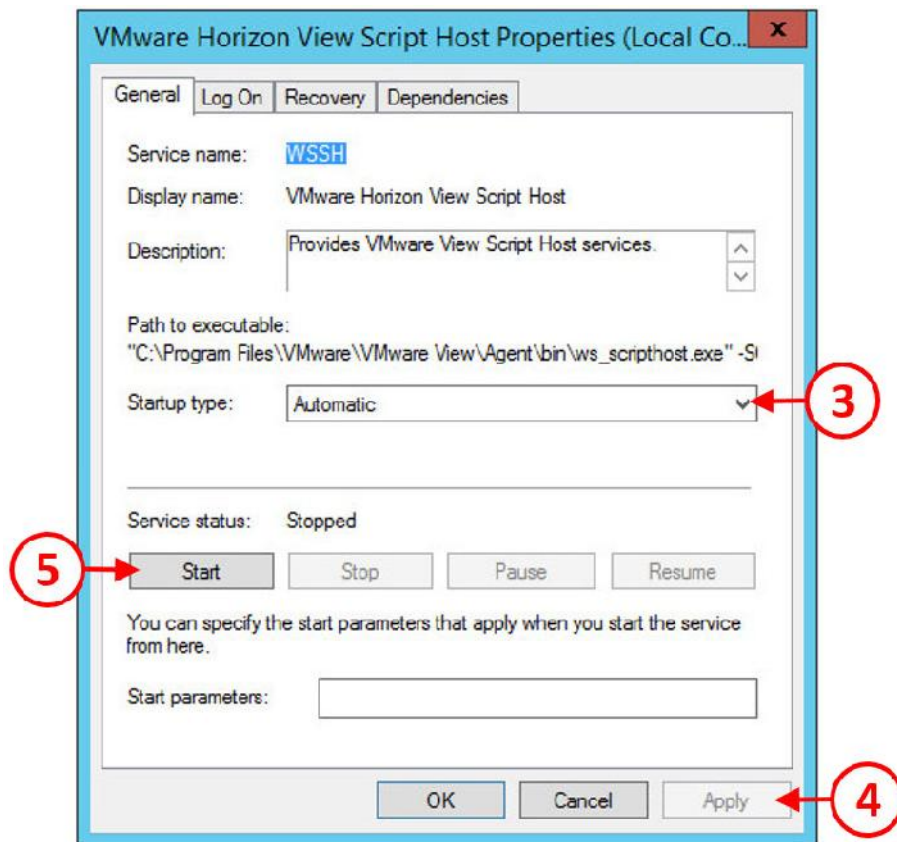 VMware Horizon View Script Host Properties (Local Co... x
General Log On Recovery Dependencies
Service name: WSSH
Display name: VMware Horizon View Script Host
Description: Provides VMware View Script Host services.
Path to executable:
"C:\Program Files\VMware\VMware View\Agent\bin\ws_scripthost.exe" -S
Startup type: Automatic 3
Service status: Stopped
5 Start Stop Pause Resume
You can specify the start parameters that apply when you start the service
from here.
Start parameters:
OK Cancel Apply 4